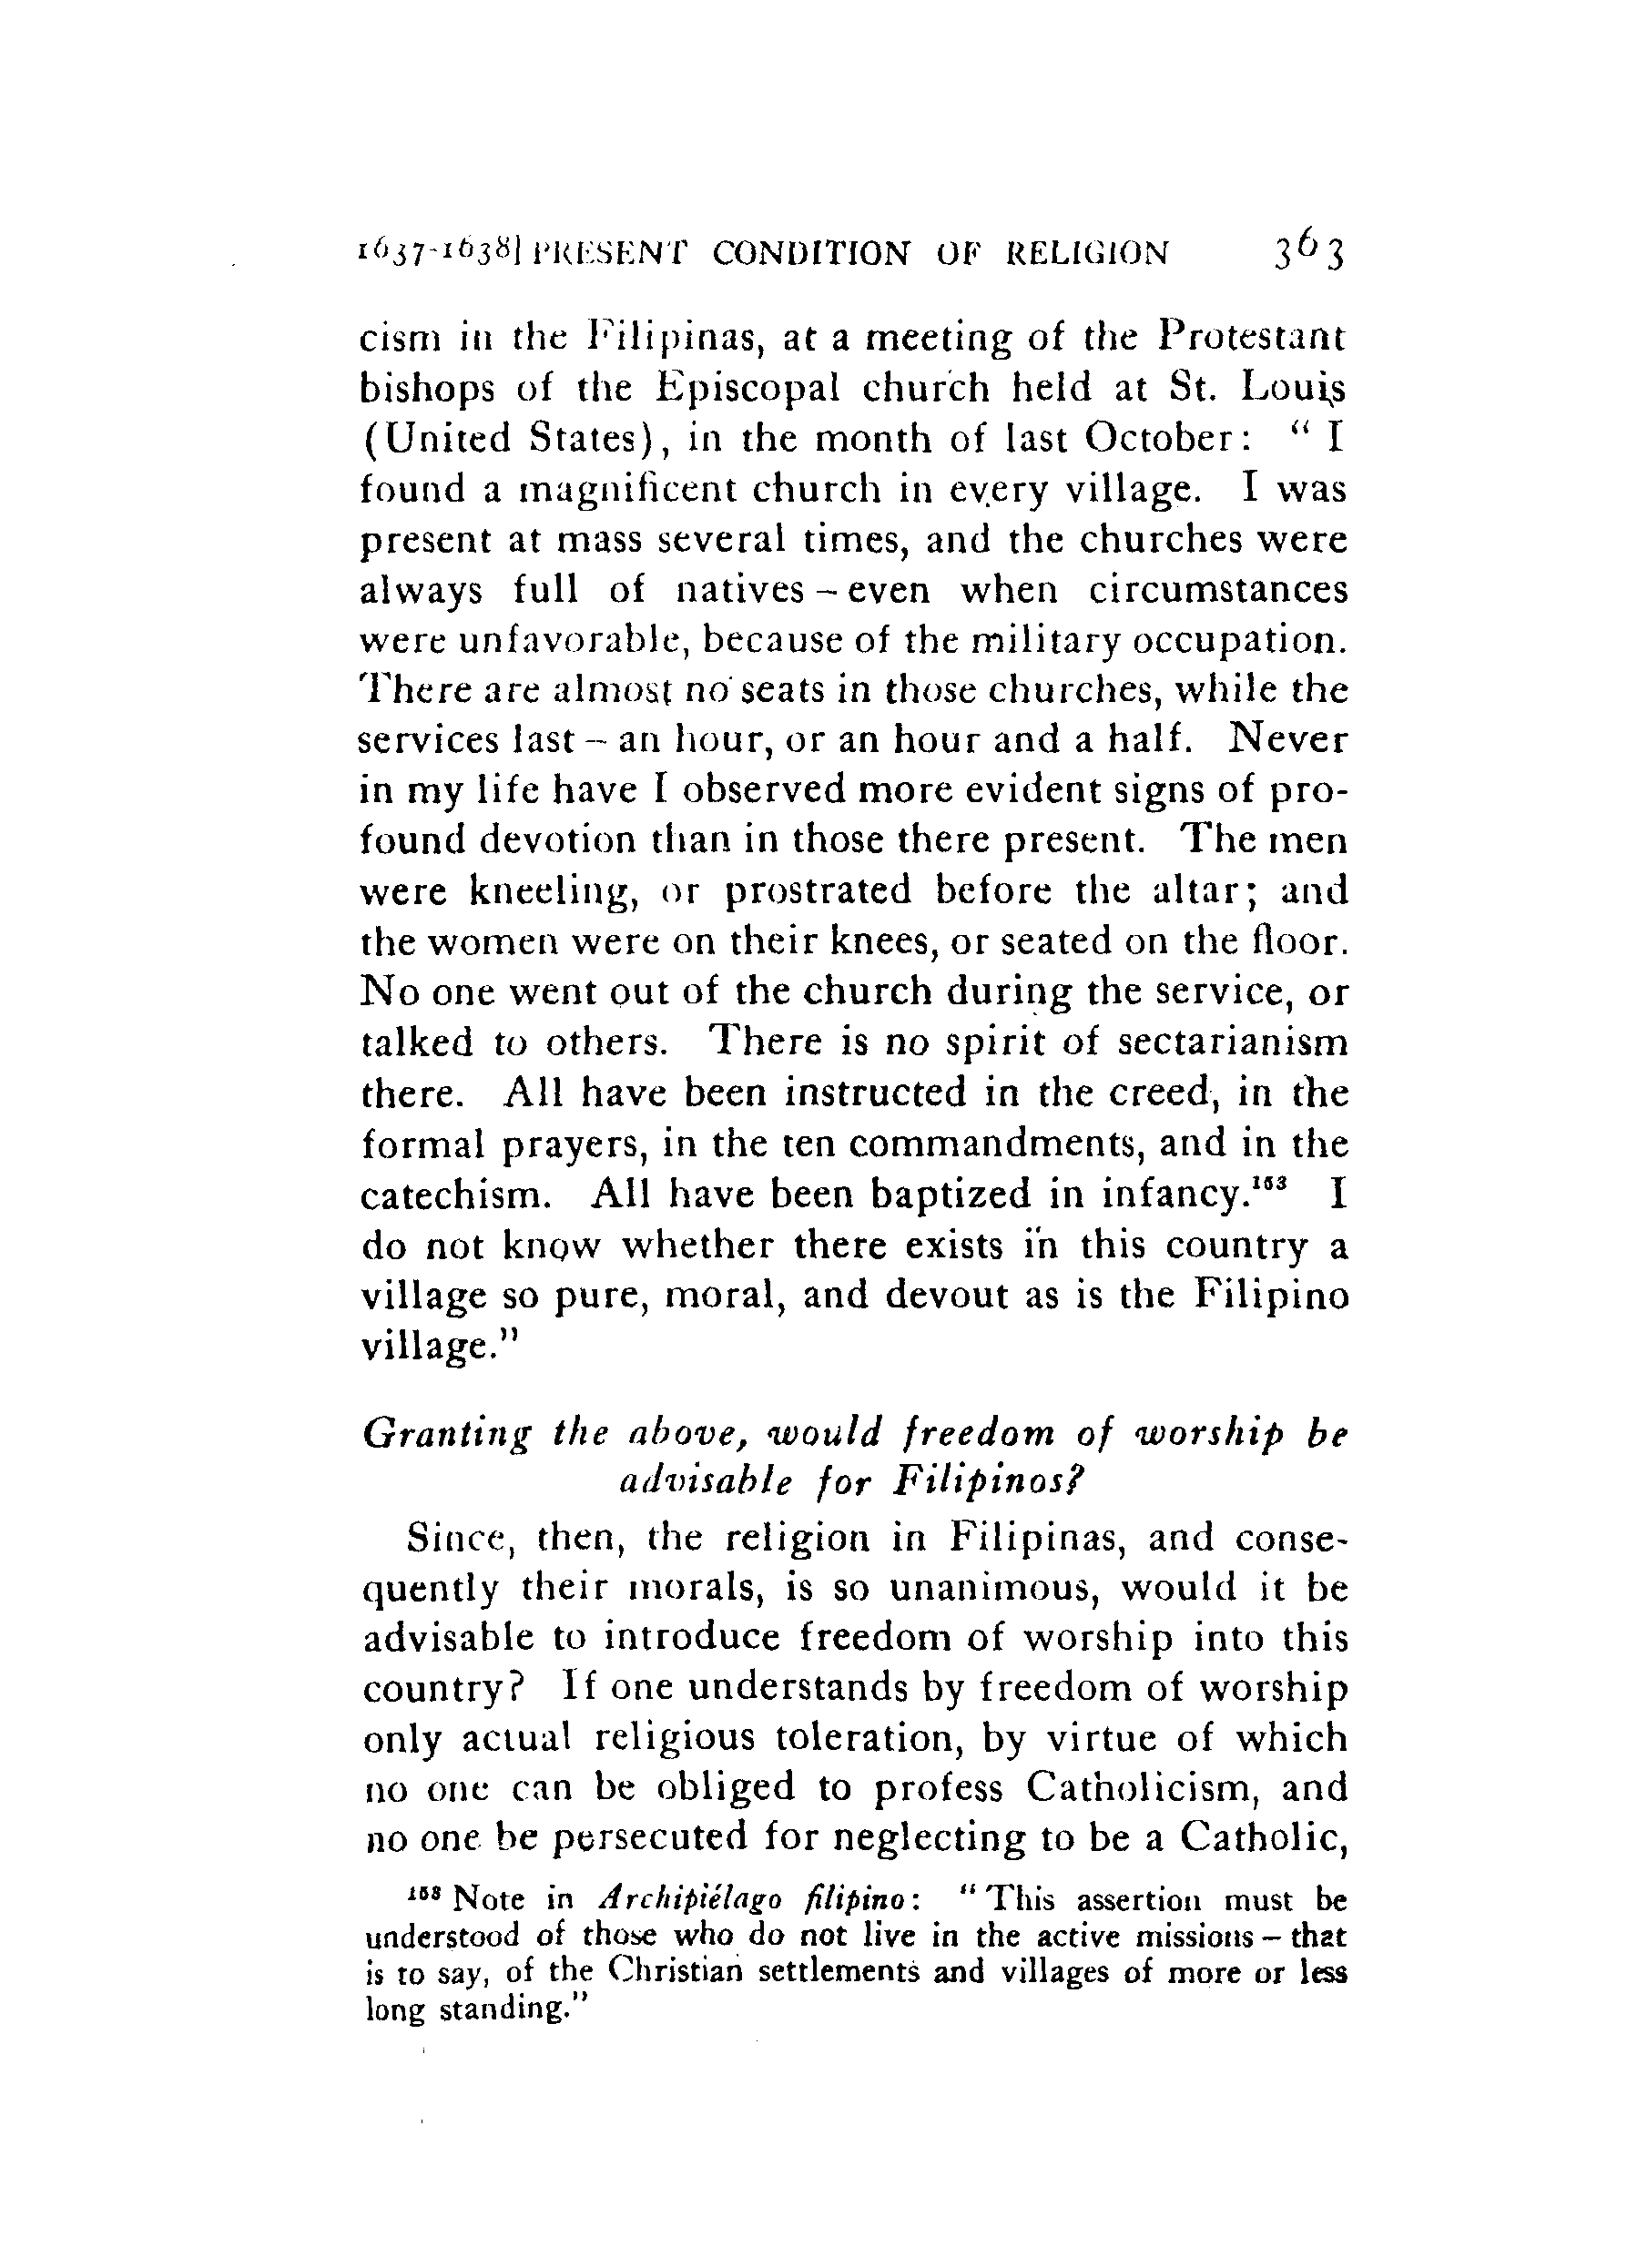 1637-1638] PRESENT CONDITION OF RELIGION 363
cism in the Filipinas, at a meeting of the Protestant
bishops of the Episcopal church held at St. Louis
(United States), in the month of last October: " I
found a magnificent church in every village. I was
present at mass several times, and the churches were
always full of natives – even when circumstances
were unfavorable, because of the military occupation.
There are almost no seats in those churches, while the
services last – an hour, or an hour and a half. Never
in my life have I observed more evident signs of pro-
found devotion than in those there present. The men
were kneeling, or prostrated before the altar; and
the women were on their knees, or seated on the floor.
No one went out of the church during the service, or
talked to others. There is no spirit of sectarianism
there. All have been instructed in the creed, in the
formal prayers, in the ten commandments, and in the
catechism. All have been baptized in infancy.¹⁵³ I
do not know whether there exists in this country a
village so pure, moral, and devout as is the Filipino
village."
Granting the above, would freedom of worship be
advisable for Filipinos?
Since, then, the religion in Filipinas, and conse-
quently their morals, is so unanimous, would it be
advisable to introduce freedom of worship into this
country? If one understands by freedom of worship
only actual religious toleration, by virtue of which
no one can be obliged to profess Catholicism, and
no one be persecuted for neglecting to be a Catholic,
¹⁵³ Note in Archipiélago filipino: " This assertion must be
understood of those who do not live in the active missions – that
is to say, of the Christian settlements and villages of more or less
long standing."